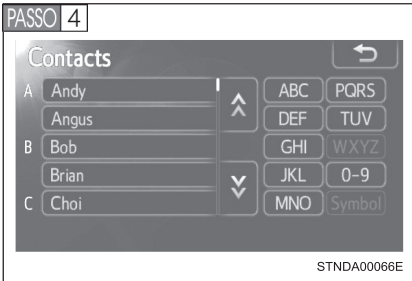 PASSO 4
Contacts
A Andy ABC PQRS
Angus DEF TUV
B Bob GHI WXYZ
Brian JKL 0-9
C Choi MNO Symbol
STNDA00066E